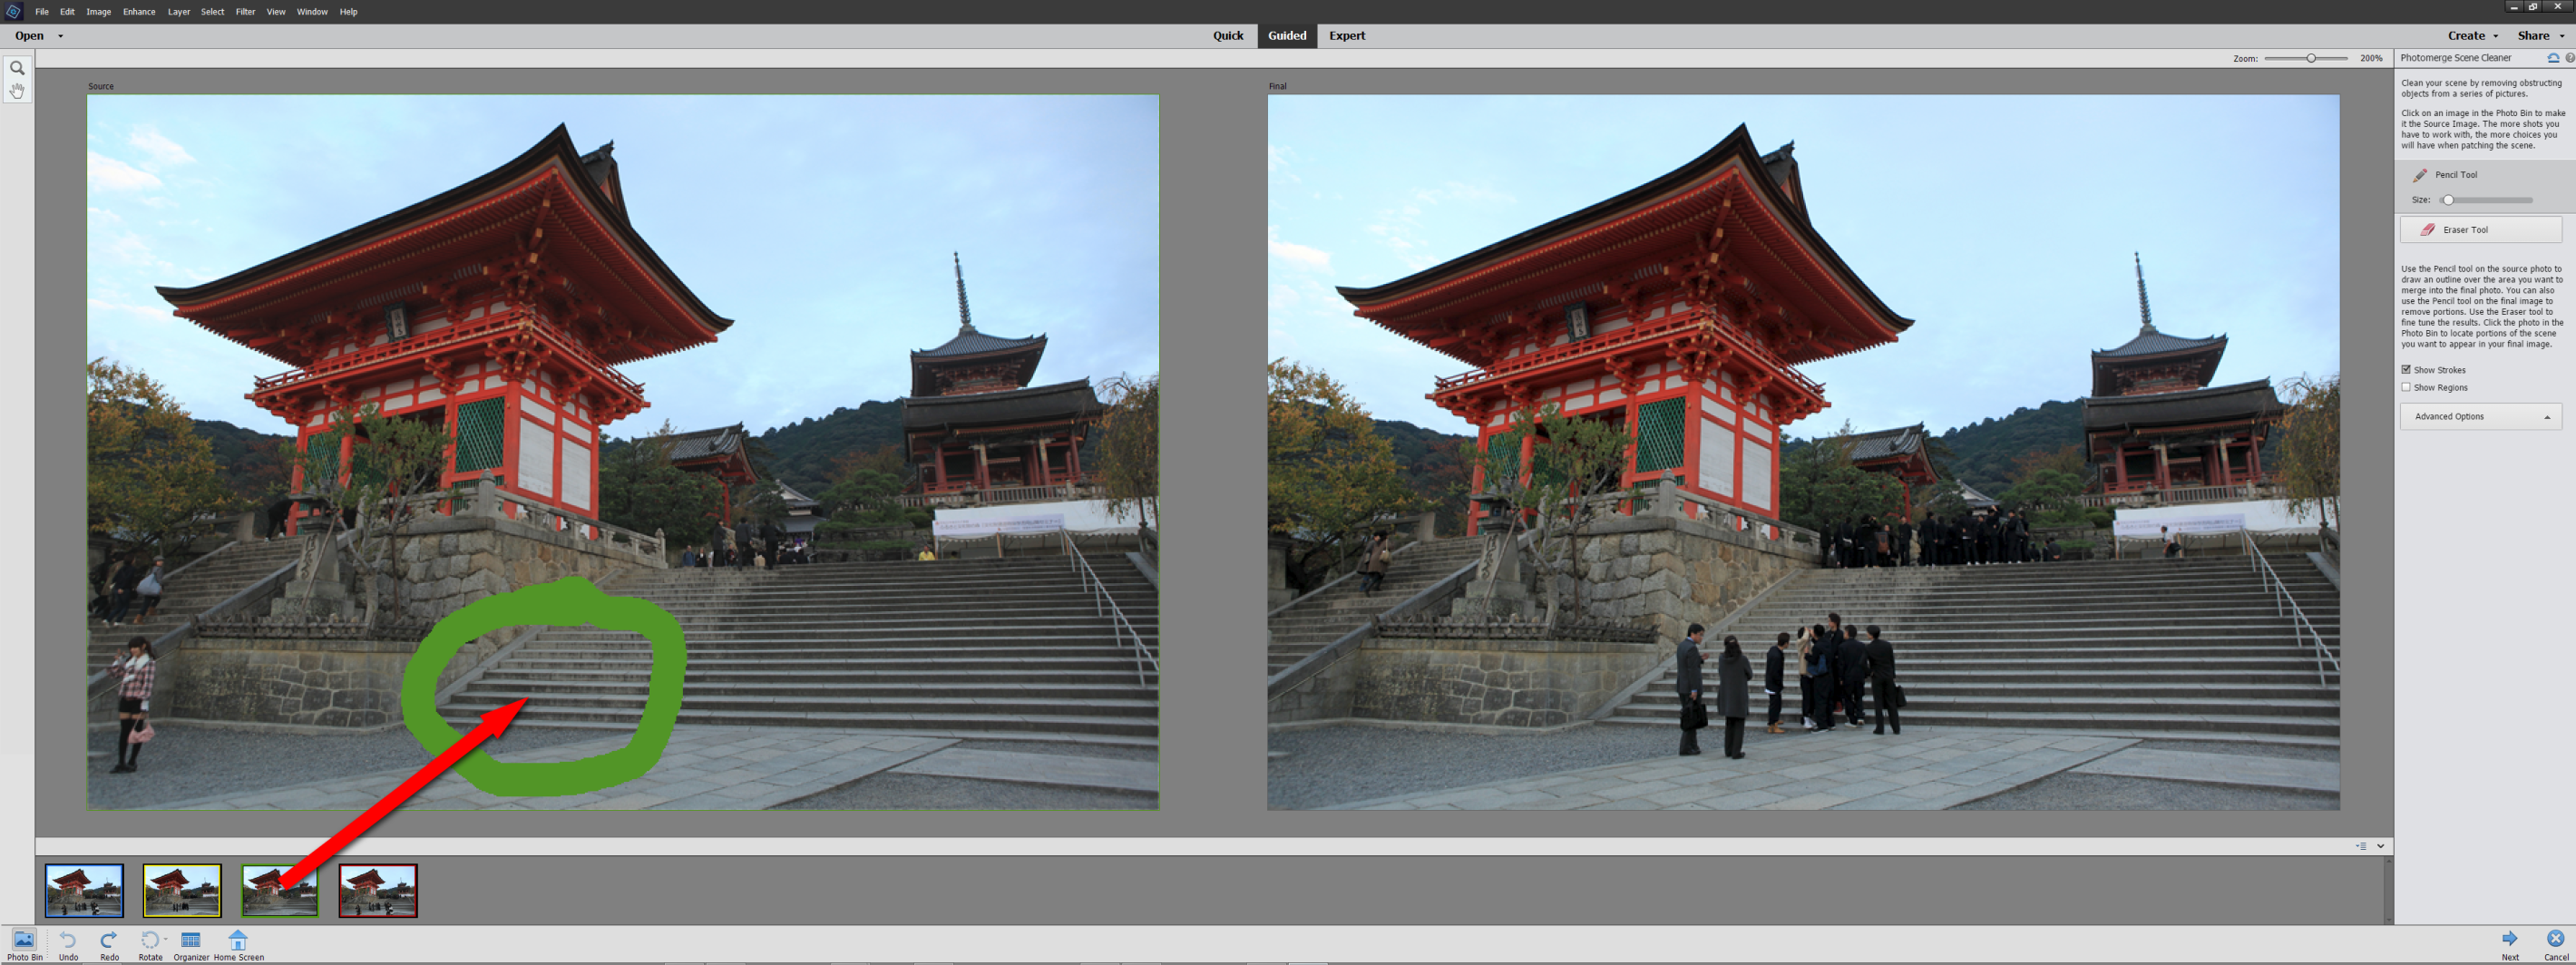 File Edit Image Enhance Layer Select Filter View Window Help
Open Quick Guided Expert Create Share
Zoom: 200%
Photomerge Scene Cleaner
Source
Final
Clean your scene by removing obstructing
objects from a series of pictures.
Click on an image in the Photo Bin to make
it the Source Image. The more shots you
have to work with, the more choices you
will have when patching the scene.
Pencil Tool
Size:
Eraser Tool
Use the Pencil tool on the source photo to
draw an outline over the area you want to
merge into the final photo. You can also
use the Pencil tool on the final image to
remove portions. Use the Eraser tool to
fine tune the results. Click the photo in the
Photo Bin to locate portions of the scene
you want to appear in your final image.
Show Strokes
Show Regions
Advanced Options
Photo Bin Undo Redo Rotate Organizer Home Screen Next Cancel